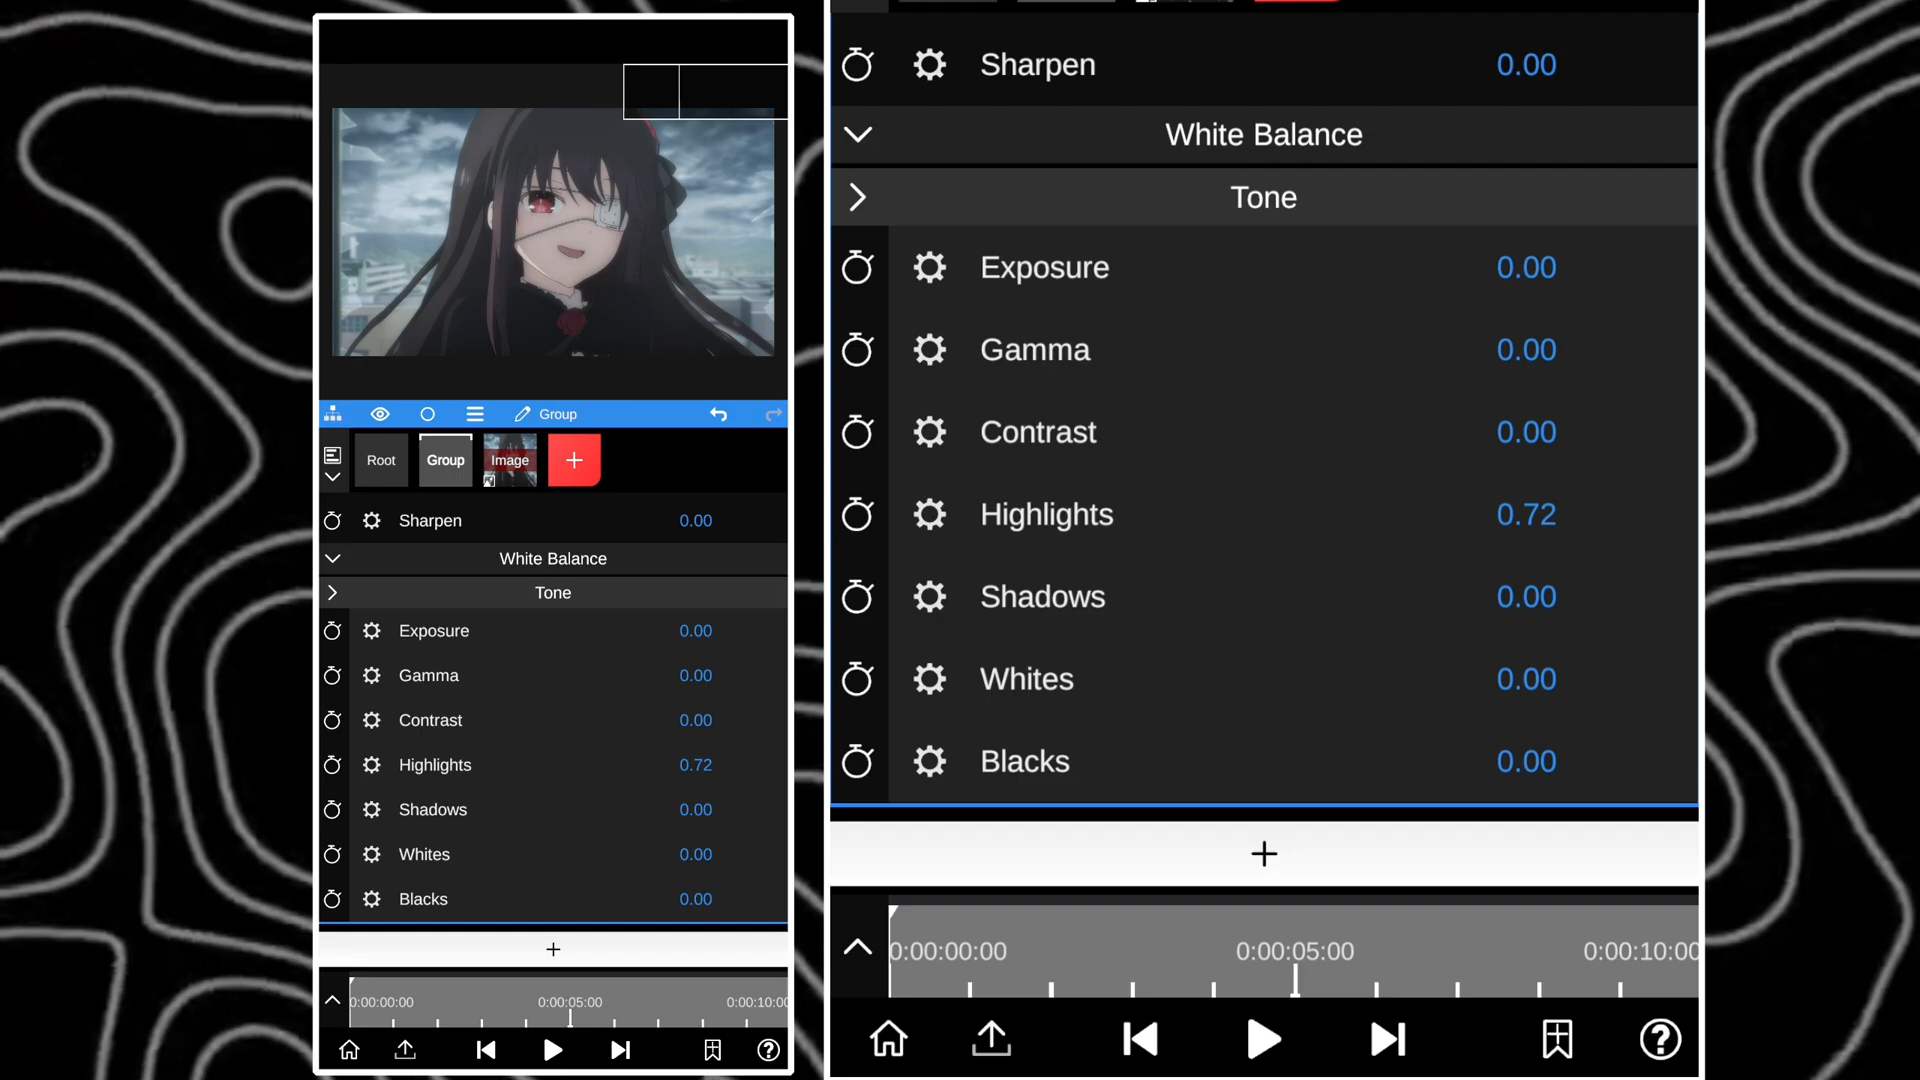 Group
Root
Group
Image
Sharpen 0.00
White Balance
Tone
Exposure 0.00
Gamma 0.00
Contrast 0.00
Highlights 0.72
Shadows 0.00
Whites 0.00
Blacks 0.00
+
0:00:00:00 0:00:05:00 0:00:10:00
Sharpen 0.00
White Balance
Tone
Exposure 0.00
Gamma 0.00
Contrast 0.00
Highlights 0.72
Shadows 0.00
Whites 0.00
Blacks 0.00
+
0:00:00:00 0:00:05:00 0:00:10:00